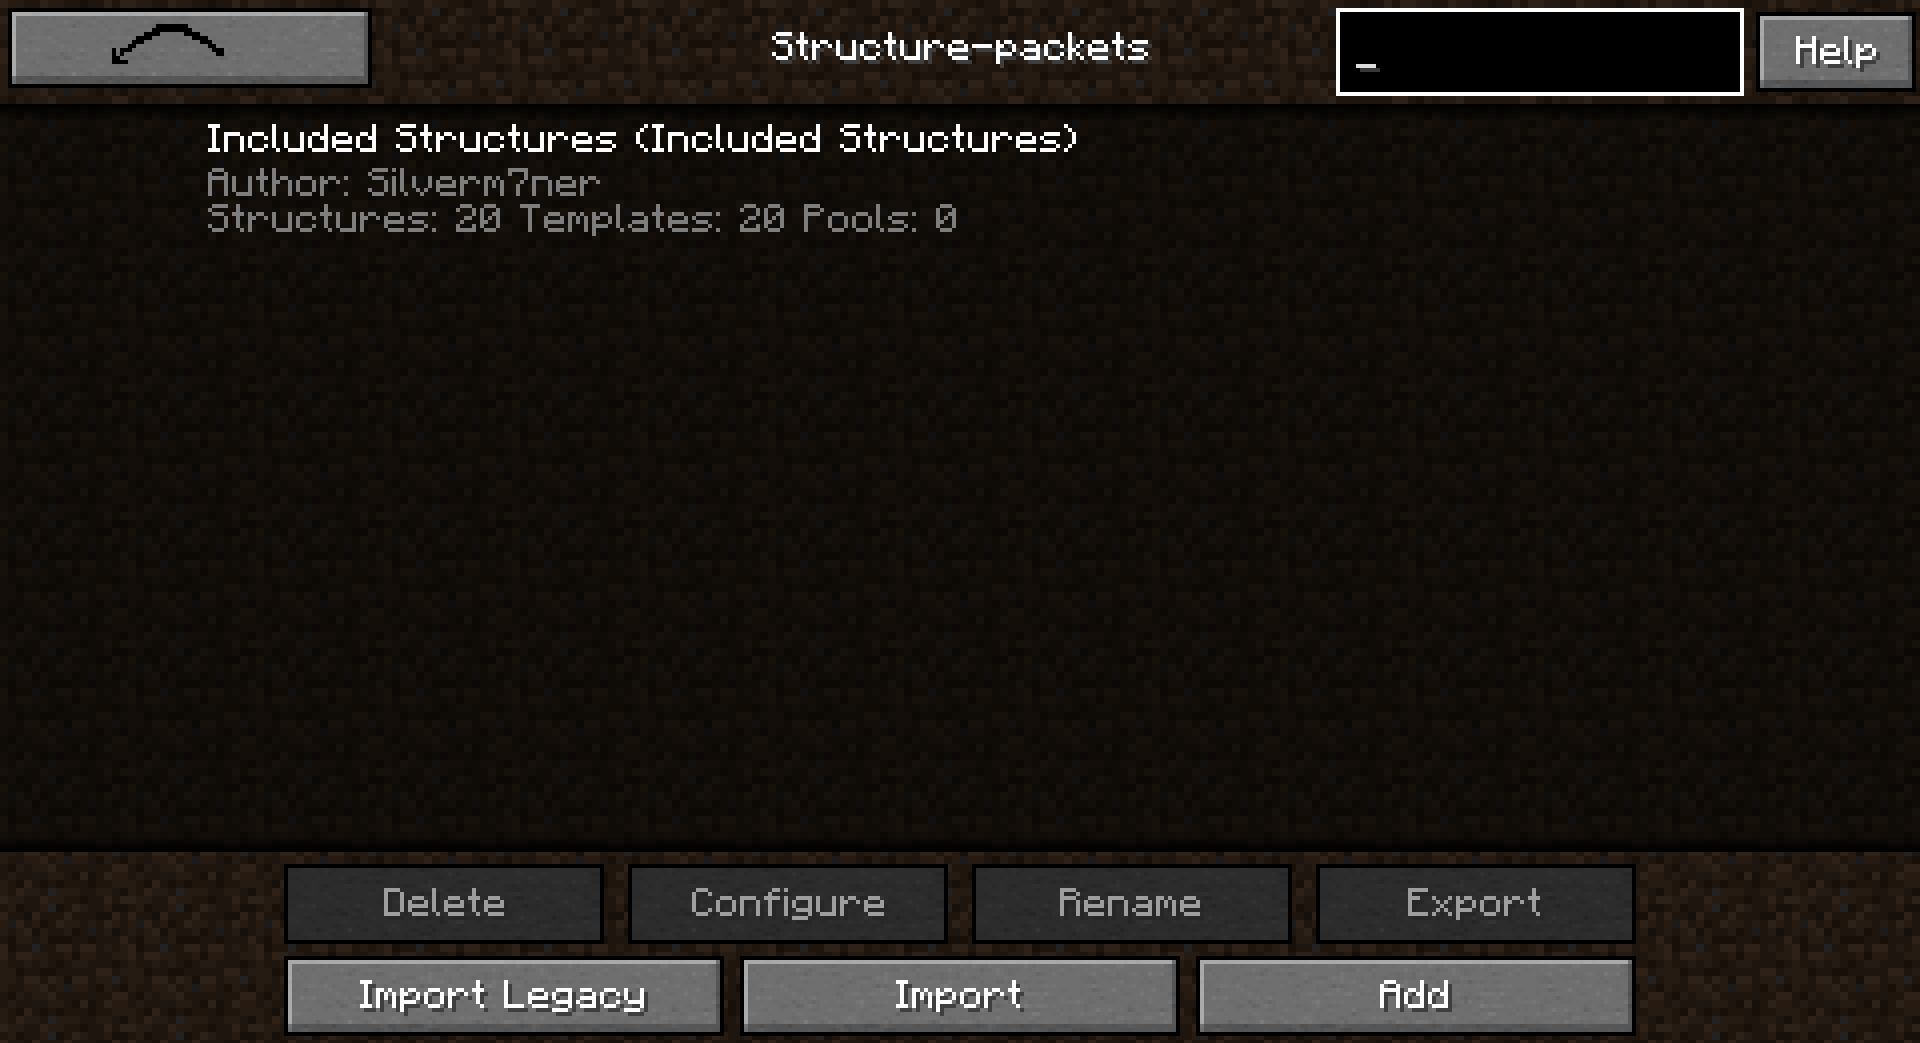 Structure-packets
_
Help
Included Structures (Included Structures)
Author: Silverm7ner
Structures: 20 Templates: 20 Pools: 0
Delete
Configure
Rename
Export
Import Legacy
Import
Add